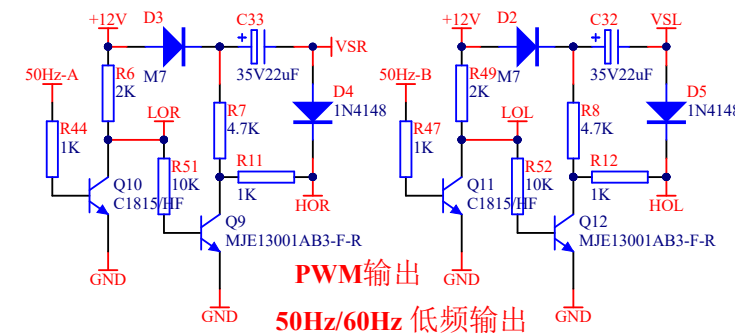 +12V D3 C33 +12V D2 C32 VSL
+ VSR +
50Hz-A R6 M7 35V22uF 50Hz-B R49 M7 35V22uF
2K D4 2K D5
LOR R7 1N4148 LOL R8 1N4148
R44 4.7K R47 4.7K
1K R51 R11 1K R52 R12
Q10 10K 1K Q11 10K 1K
C1815/HF Q9 HOR C1815/HF Q12 HOL
MJE13001AB3-F-R MJE13001AB3-F-R
GND PWM输出 GND
GND 50Hz/60Hz 低频输出 GND